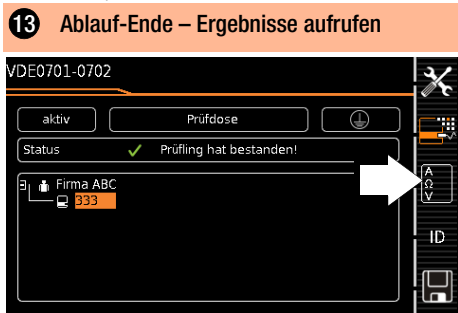 13 Ablauf-Ende – Ergebnisse aufrufen
VDE0701-0702
aktiv Prüfdose
Status ✓ Prüfling hat bestanden!
Firma ABC
333
A
Ω
V
ID